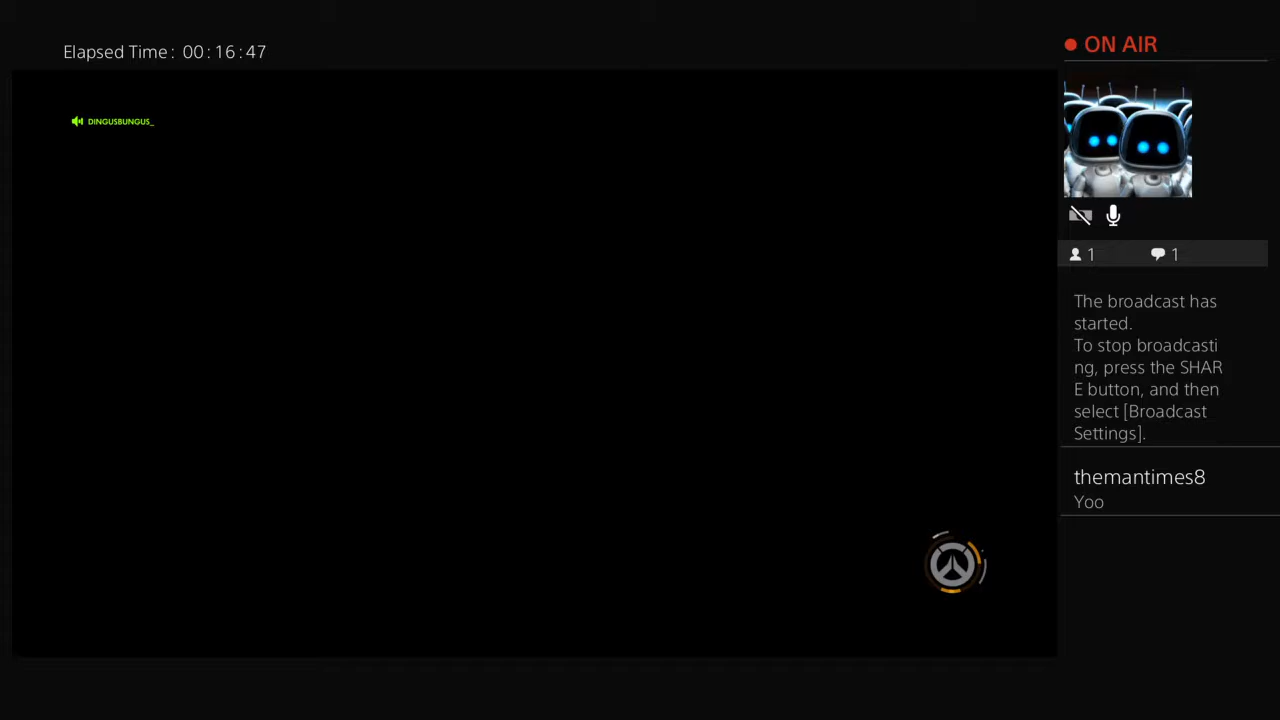 Elapsed Time: 00:16:47
ON AIR
DINGUSBUNGUS_
1
1
The broadcast has
started.
To stop broadcasti
ng, press the SHAR
E button, and then
select [Broadcast
Settings].
themantimes8
Yoo